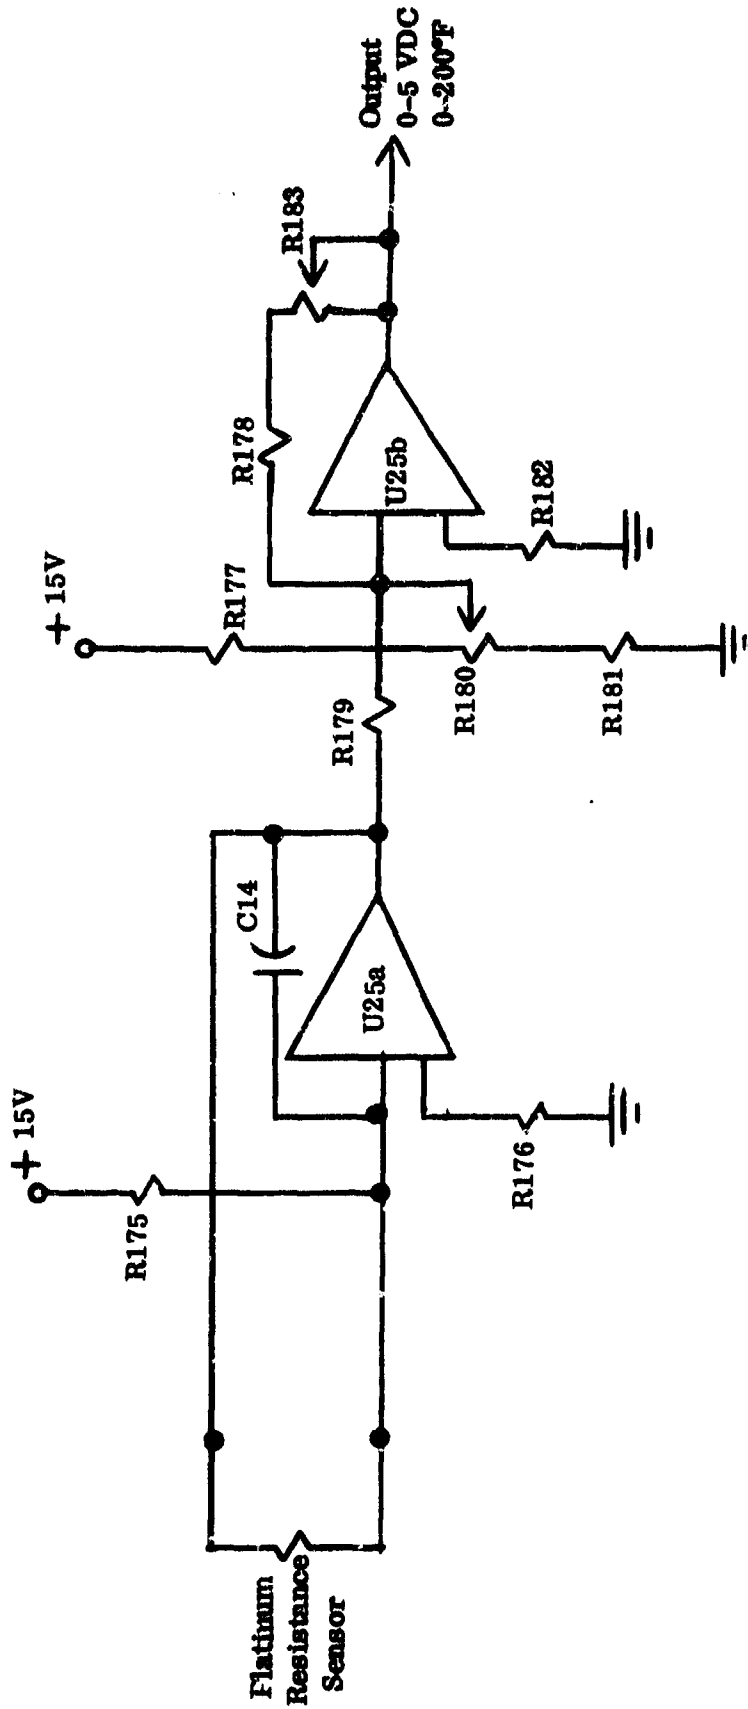 + 15V
R175
Platinum
Resistance
Sensor
C14
U25a
R176
+ 15V
R177
R179
R180
R181
R178
R183
U25b
R182
Output
0-5 VDC
0-200°F